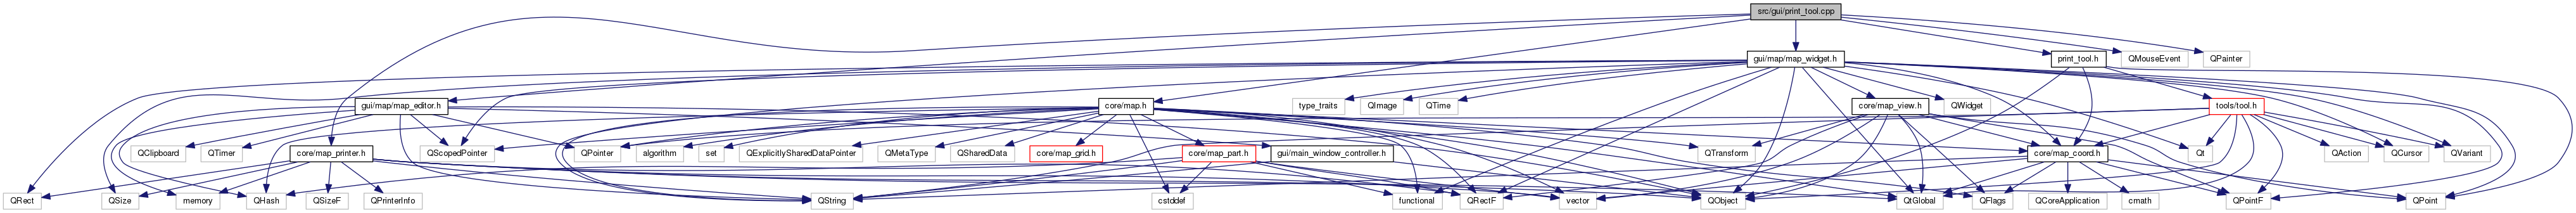 src/gui/print_tool.cpp
gui/map/map_widget.h
print_tool.h
QMouseEvent
QPainter
gui/map/map_editor.h
core/map.h
type_traits
QImage
QTime
core/map_view.h
QWidget
tools/tool.h
QClipboard
QTimer
core/map_printer.h
QScopedPointer
QPointer
algorithm
set
QExplicitlySharedDataPointer
QMetaType
QSharedData
core/map_grid.h
core/map_part.h
gui/main_window_controller.h
QTransform
core/map_coord.h
Qt
QAction
QCursor
QVariant
QRect
QSize
memory
QHash
QSizeF
QPrinterInfo
QString
cstddef
functional
QRectF
vector
QObject
QtGlobal
QFlags
QCoreApplication
cmath
QPointF
QPoint